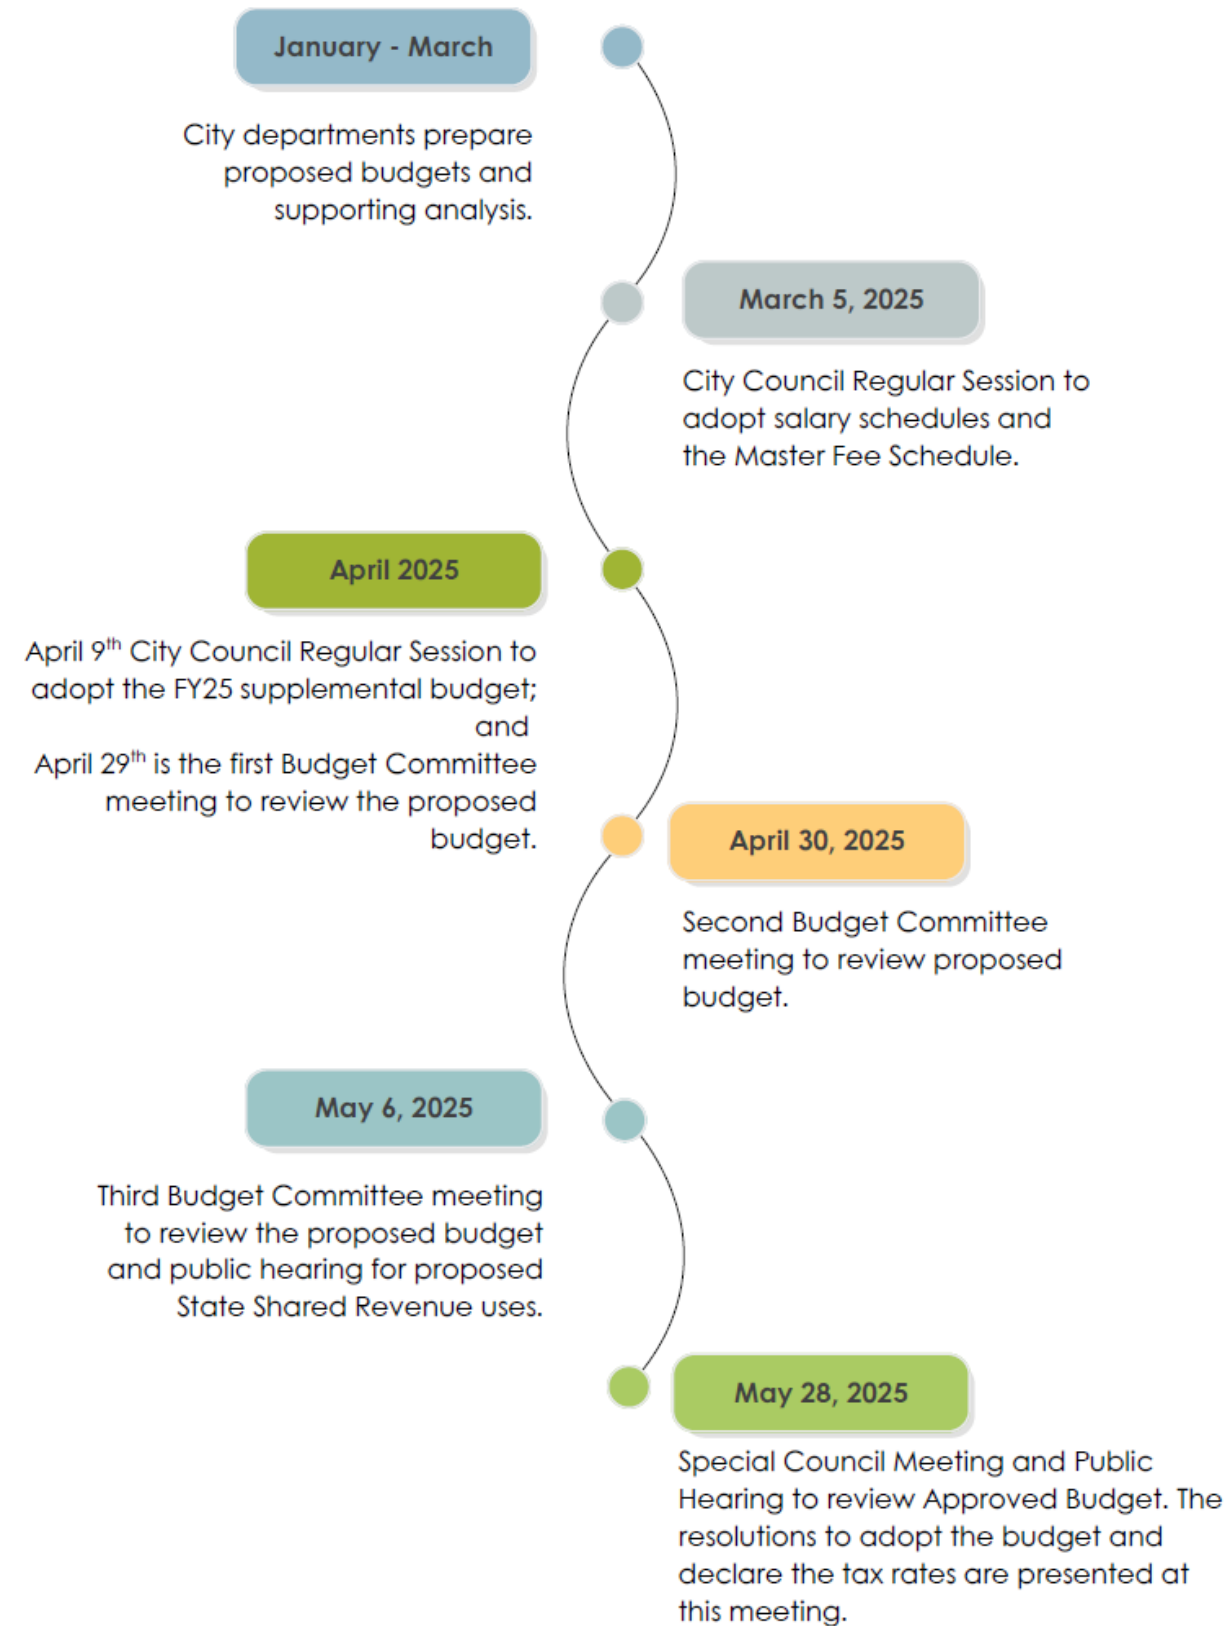 January - March
City departments prepare
proposed budgets and
supporting analysis.
March 5, 2025
City Council Regular Session to
adopt salary schedules and
the Master Fee Schedule.
April 2025
April 9th City Council Regular Session to
adopt the FY25 supplemental budget;
and
April 29th is the first Budget Committee
meeting to review the proposed
budget.
April 30, 2025
Second Budget Committee
meeting to review proposed
budget.
May 6, 2025
Third Budget Committee meeting
to review the proposed budget
and public hearing for proposed
State Shared Revenue uses.
May 28, 2025
Special Council Meeting and Public
Hearing to review Approved Budget. The
resolutions to adopt the budget and
declare the tax rates are presented at
this meeting.